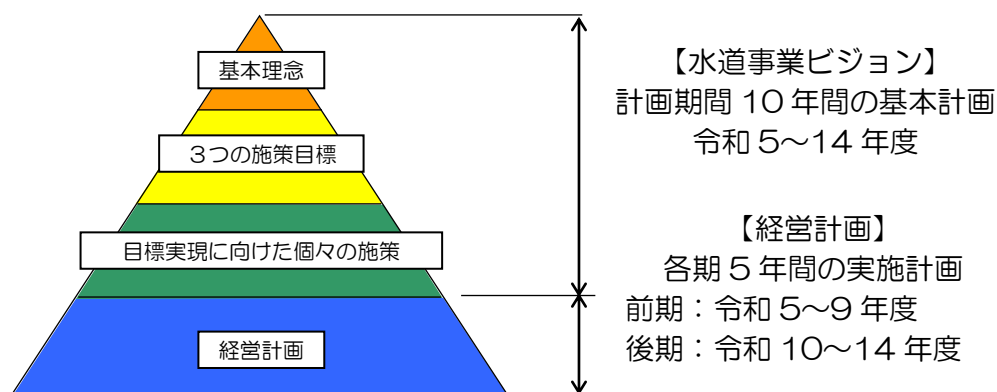 基本理念
3つの施策目標
目標実現に向けた個々の施策
経営計画
【水道事業ビジョン】
計画期間 10 年間の基本計画
令和 5～14 年度
【経営計画】
各期 5 年間の実施計画
前期：令和 5～9 年度
後期：令和 10～14 年度